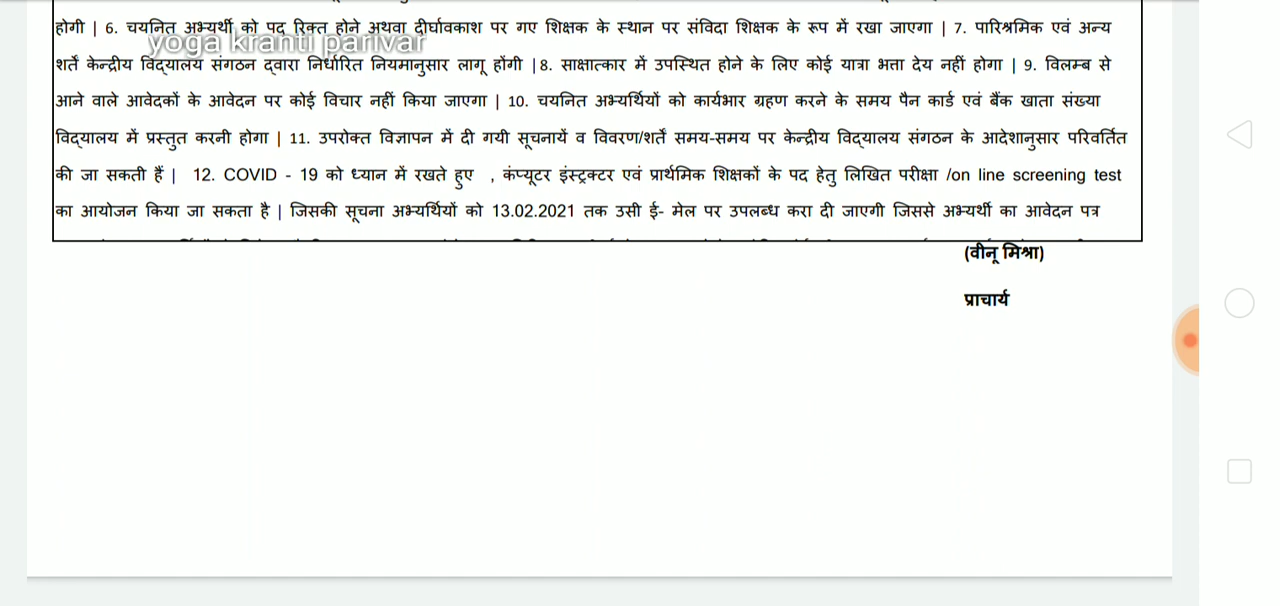 होगी | 6. चयनित अभ्यर्थी को पद रिक्त होने अथवा दीर्घावकाश पर गए शिक्षक के स्थान पर संविदा शिक्षक के रूप में रखा जाएगा | 7. पारिश्रमिक एवं अन्य
yoga kranti parivar
शर्तें केन्द्रीय विद्यालय संगठन द्वारा निर्धारित नियमानुसार लागू होंगी |8. साक्षात्कार में उपस्थित होने के लिए कोई यात्रा भत्ता देय नहीं होगा | 9. विलम्ब से
आने वाले आवेदकों के आवेदन पर कोई विचार नहीं किया जाएगा | 10. चयनित अभ्यर्थियों को कार्यभार ग्रहण करने के समय पैन कार्ड एवं बैंक खाता संख्या
विद्यालय में प्रस्तुत करनी होगा | 11. उपरोक्त विज्ञापन में दी गयी सूचनायें व विवरण/शर्तें समय-समय पर केन्द्रीय विद्यालय संगठन के आदेशानुसार परिवर्तित
की जा सकती हैं | 12. COVID - 19 को ध्यान में रखते हुए , कंप्यूटर इंस्ट्रक्टर एवं प्राथमिक शिक्षकों के पद हेतु लिखित परीक्षा /on line screening test
का आयोजन किया जा सकता है | जिसकी सूचना अभ्यर्थियों को 13.02.2021 तक उसी ई- मेल पर उपलब्ध करा दी जाएगी जिससे अभ्यर्थी का आवेदन पत्र
(वीनू मिश्रा)
प्राचार्य